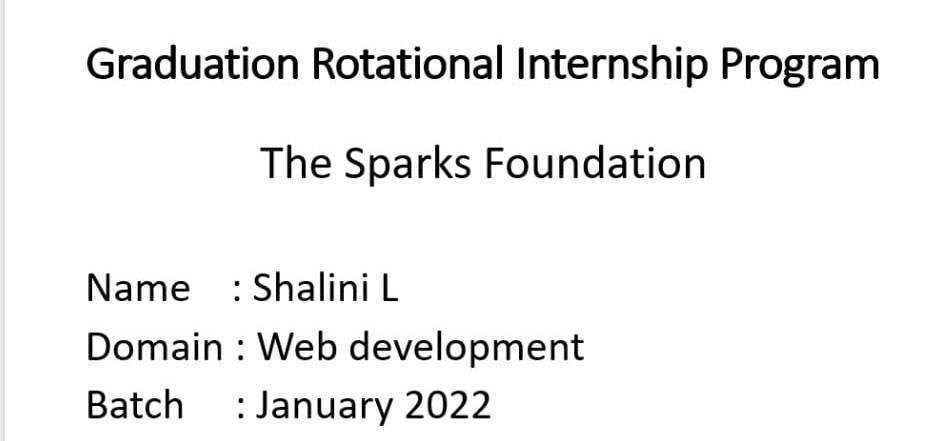 Graduation Rotational Internship Program
The Sparks Foundation
Name : Shalini L
Domain : Web development
Batch : January 2022